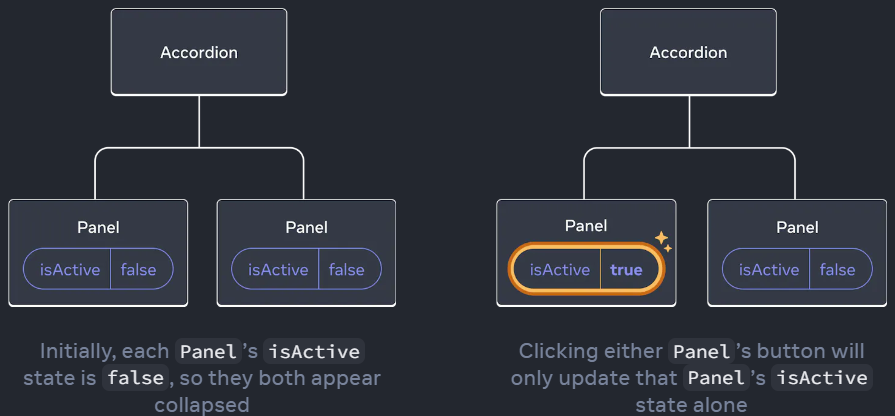 Accordion
Panel
isActive false
Panel
isActive false
Initially, each Panel's isActive
state is false, so they both appear
collapsed
Accordion
Panel
isActive true
Panel
isActive false
Clicking either Panel's button will
only update that Panel's isActive
state alone